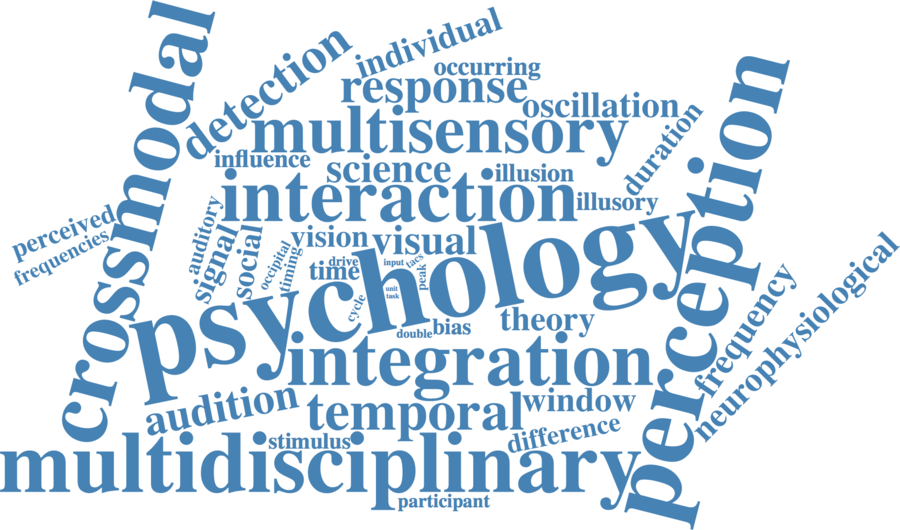 individual
occurring
detection
response
oscillation
crossmodal
multisensory
duration
influence
science
illusion
interaction
illusory
perception
perceived
frequencies
auditory
signal
social
occipital
timing
vision
visual
drive
time
input
tacs
peak
psychology
unit
task
cycle
double
bias
theory
frequency
neurophysiological
integration
audition
temporal
window
stimulus
difference
multidisciplinary
participant